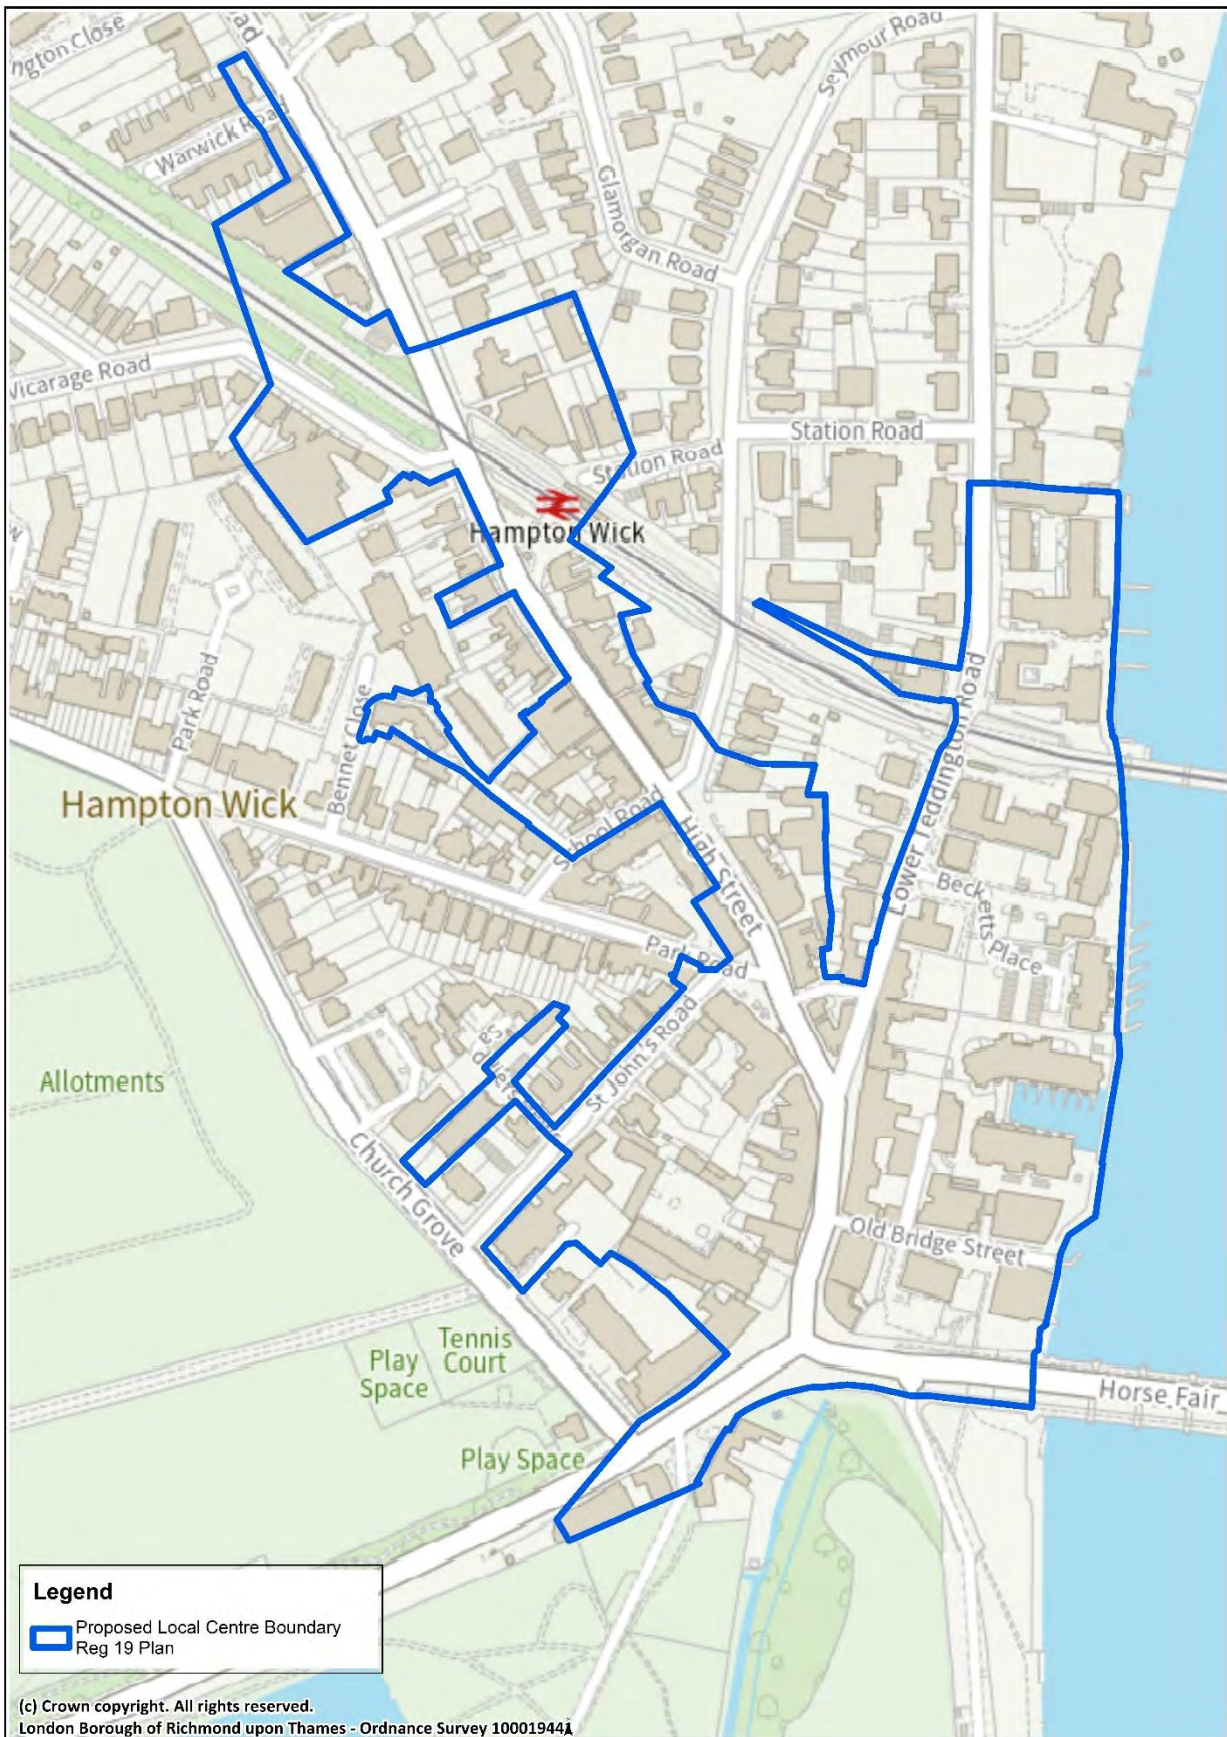 ngton Close
oad
Seymour Road
Warwick Road
Glamorgan Road
Vicarage Road
Station Road
Station Road
Hampton Wick
Park Road
Bennet Close
Hampton Wick
School Road
High Street
Lower Teddington Road
Becketts Place
Park Road
St John's Road
Allotments
Church Grove
Old Bridge Street
Tennis
Court
Play
Space
Horse Fair
Play Space
Legend
Proposed Local Centre Boundary
Reg 19 Plan
(c) Crown copyright. All rights reserved.
London Borough of Richmond upon Thames - Ordnance Survey 100019441